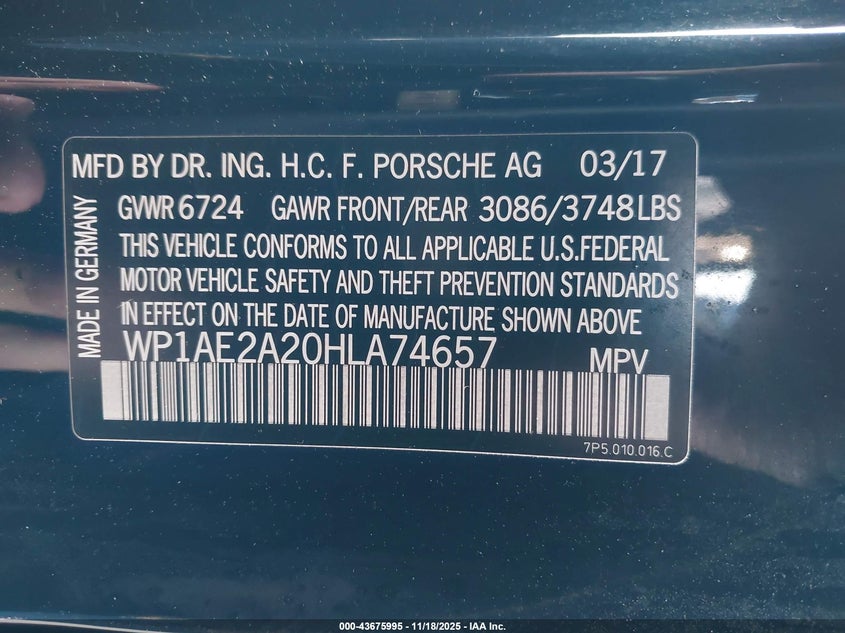 MFD BY DR. ING. H.C. F. PORSCHE AG 03/17
GVWR 6724 GAWR FRONT/REAR 3086/3748 LBS
THIS VEHICLE CONFORMS TO ALL APPLICABLE U.S.FEDERAL
MOTOR VEHICLE SAFETY AND THEFT PREVENTION STANDARDS
IN EFFECT ON THE DATE OF MANUFACTURE SHOWN ABOVE
WP1AE2A20HLA74657 MPV
MADE IN GERMANY
7P5.010.016.C
000-43675995 - 11/18/2025 - IAA Inc.